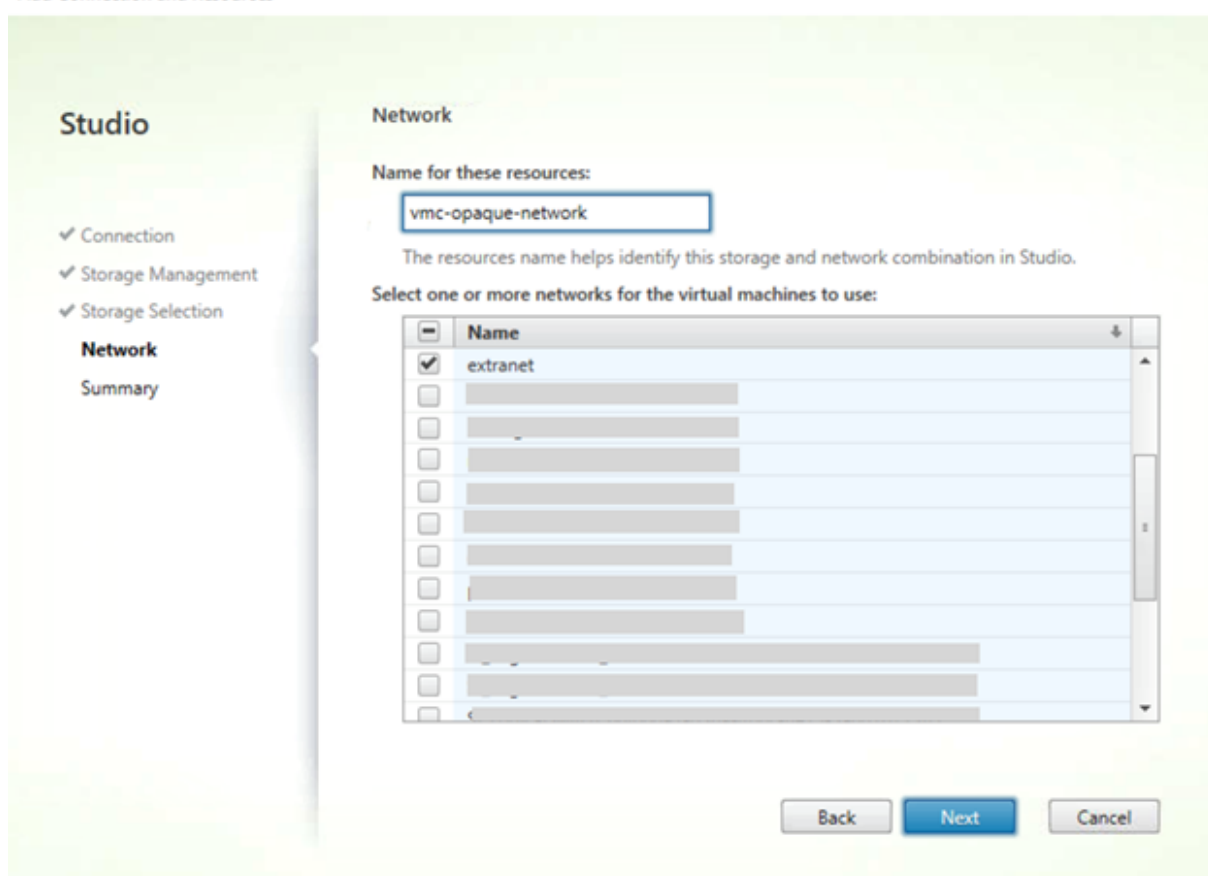 Studio
Connection
Storage Management
Storage Selection
Network
Summary
Network
Name for these resources:
vmc-opaque-network
The resources name helps identify this storage and network combination in Studio.
Select one or more networks for the virtual machines to use:
Name
extranet
Back
Next
Cancel